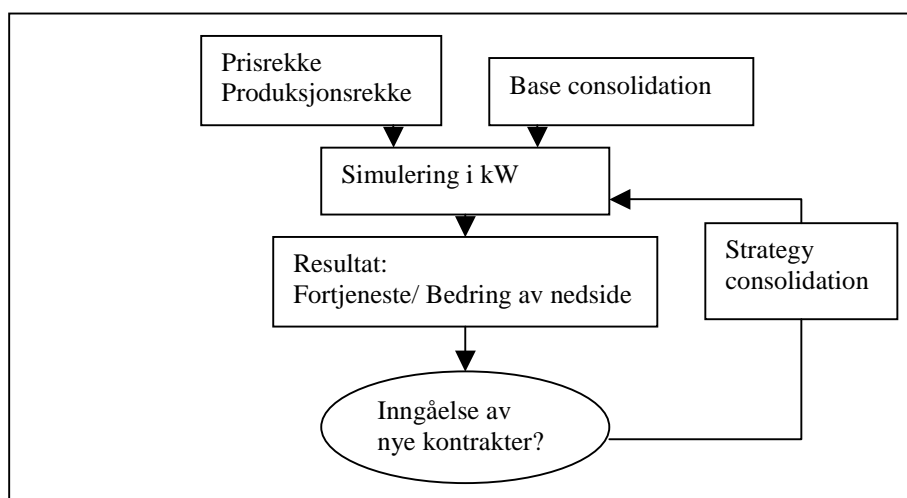 Prisrekke
Produksjonsrekke
Base consolidation
Simulering i kW
Resultat:
Fortjeneste/ Bedring av nedside
Strategy
consolidation
Inngåelse av
nye kontrakter?